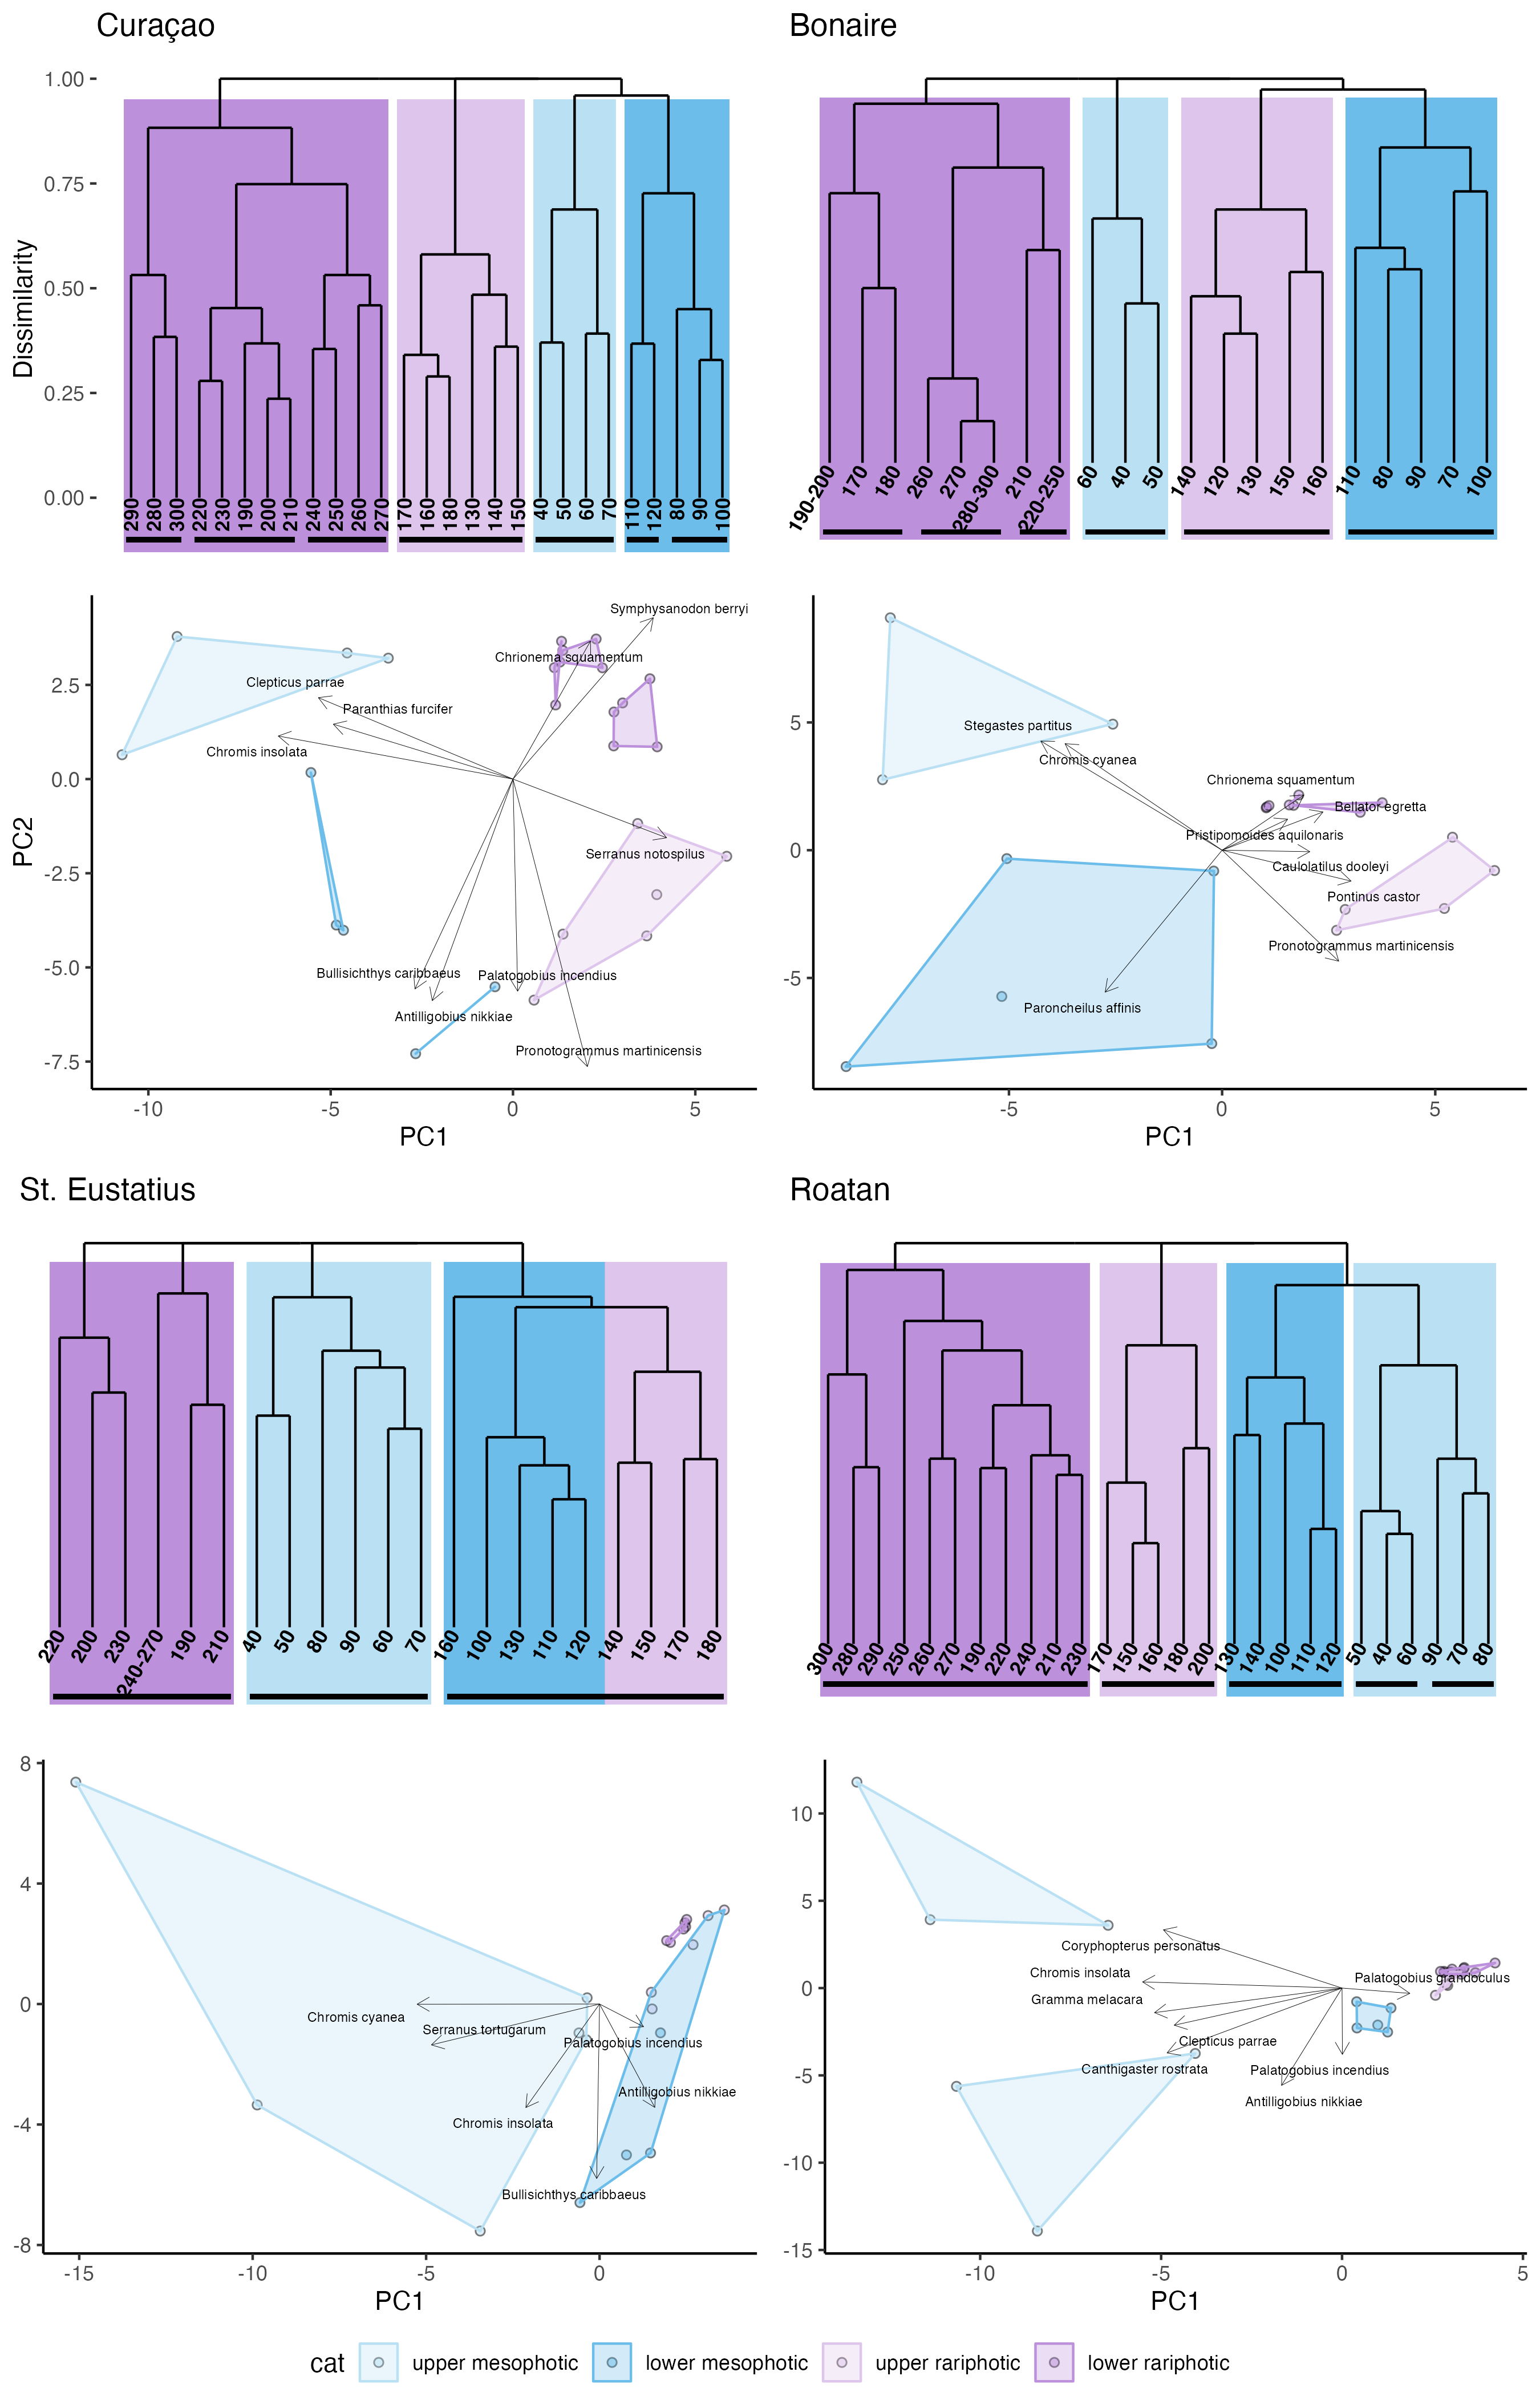 Curaçao
Bonaire
1.00
0.75
0.50
0.25
0.00
Dissimilarity
290 280 300 220 230 190 200 210 240 250 260 270 170 160 180 130 140 150 40 50 60 70 110 120 80 90 100
190-200 170 180 260 270 280-300 210 220-250 60 40 50 140 120 130 150 160 110 80 90 70 100
Symphysanodon berryi
Chrionema squamentum
Clepticus parrae
Paranthias furcifer
Chromis insolata
Serranus notospilus
Bullisichthys caribbaeus
Palatogobius incendius
Antilligobius nikkiae
Pronotogrammus martinicensis
2.5
0.0
-2.5
-5.0
-7.5
PC2
-10 -5 0 5
PC1
Stegastes partitus
Chromis cyanea
Chrionema squamentum
Bellator egretta
Pristipomoides aquilonaris
Caulolatilus dooleyi
Pontinus castor
Pronotogrammus martinicensis
Paroncheilus affinis
5
0
-5
-5 0 5
PC1
St. Eustatius
Roatan
220 200 230 240-270 190 210 40 50 80 90 60 70 160 100 130 110 120 140 150 170 180
300 280 290 250 260 270 190 220 240 210 230 170 150 160 180 200 130 140 100 110 120 50 40 60 90 70 80
8
4
0
-4
-8
Chromis cyanea
Serranus tortugarum
Palatogobius incendius
Antilligobius nikkiae
Chromis insolata
Bullisichthys caribbaeus
-15 -10 -5 0
PC1
10
5
0
-5
-10
-15
Coryphopterus personatus
Chromis insolata
Palatogobius grandoculus
Gramma melacara
Clepticus parrae
Canthigaster rostrata
Palatogobius incendius
Antilligobius nikkiae
-10 -5 0 5
PC1
cat upper mesophotic lower mesophotic upper rariphotic lower rariphotic